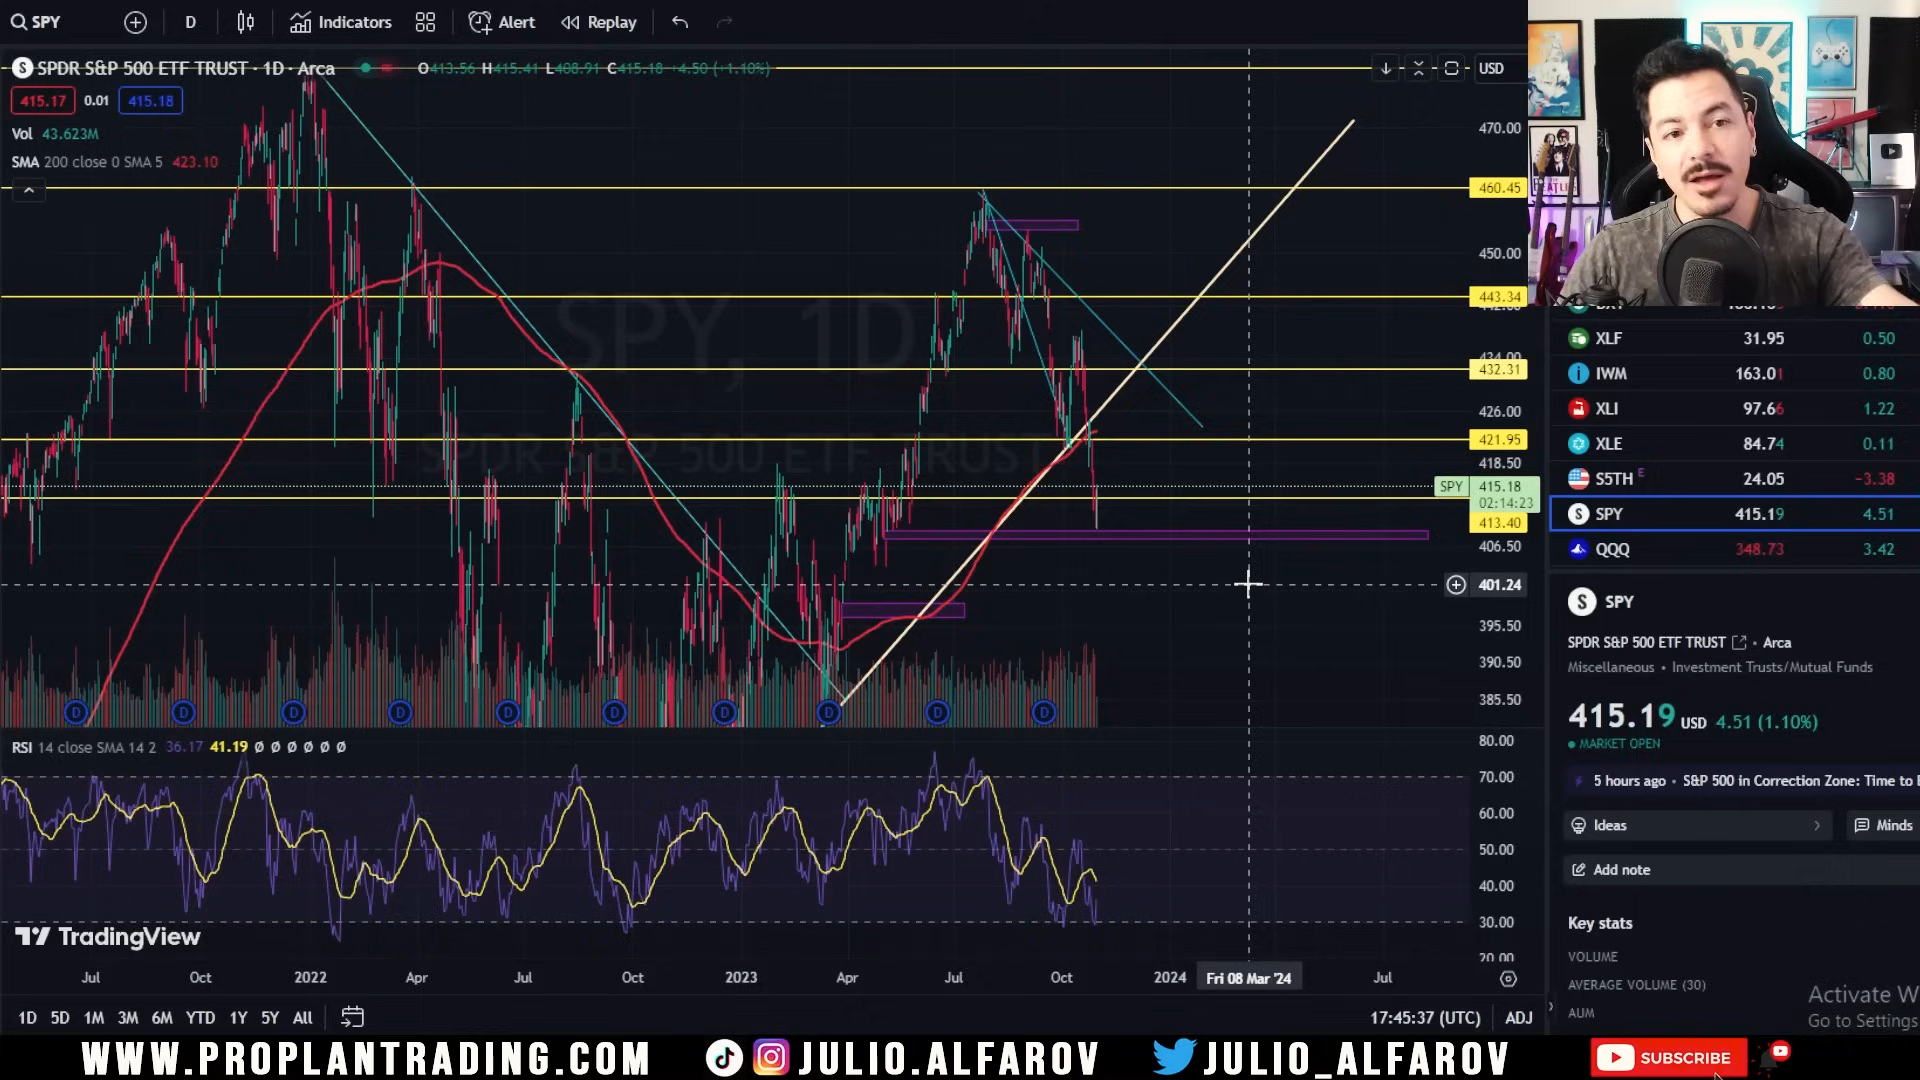 SPY
D
Indicators
Alert
Replay
SPDR S&P 500 ETF TRUST · 1D · Arca
O413.56 H415.41 L408.91 C415.18 +4.50 (+1.10%)
USD
415.17 0.01 415.18
Vol 43.623M
SMA 200 close 0 SMA 5 423.10
SPY, 1D
SPDR S&P 500 ETF TRUST
470.00
460.45
450.00
443.34
434.00
432.31
426.00
421.95
418.50
SPY 415.18
02:14:23
413.40
406.50
401.24
395.50
390.50
385.50
D D D D D D D D D D
RSI 14 close SMA 14 2 36.17 41.19 Ø Ø Ø Ø Ø Ø
80.00
70.00
60.00
50.00
40.00
30.00
20.00
TradingView
Jul Oct 2022 Apr Jul Oct 2023 Apr Jul Oct 2024 Fri 08 Mar '24 Jul
1D 5D 1M 3M 6M YTD 1Y 5Y All
17:45:37 (UTC) ADJ
BEATLES
XLF 31.95 0.50
IWM 163.01 0.80
XLI 97.66 1.22
XLE 84.74 0.11
S5TH E 24.05 −3.38
SPY 415.19 4.51
QQQ 348.73 3.42
S SPY
SPDR S&P 500 ETF TRUST • Arca
Miscellaneous • Investment Trusts/Mutual Funds
415.19 USD 4.51 (1.10%)
MARKET OPEN
5 hours ago • S&P 500 in Correction Zone: Time to
Ideas
Minds
Add note
Key stats
VOLUME
AVERAGE VOLUME (30)
AUM
Activate W
Go to Settings
WWW.PROPLANTRADING.COM
JULIO.ALFAROV
JULIO_ALFAROV
SUBSCRIBE